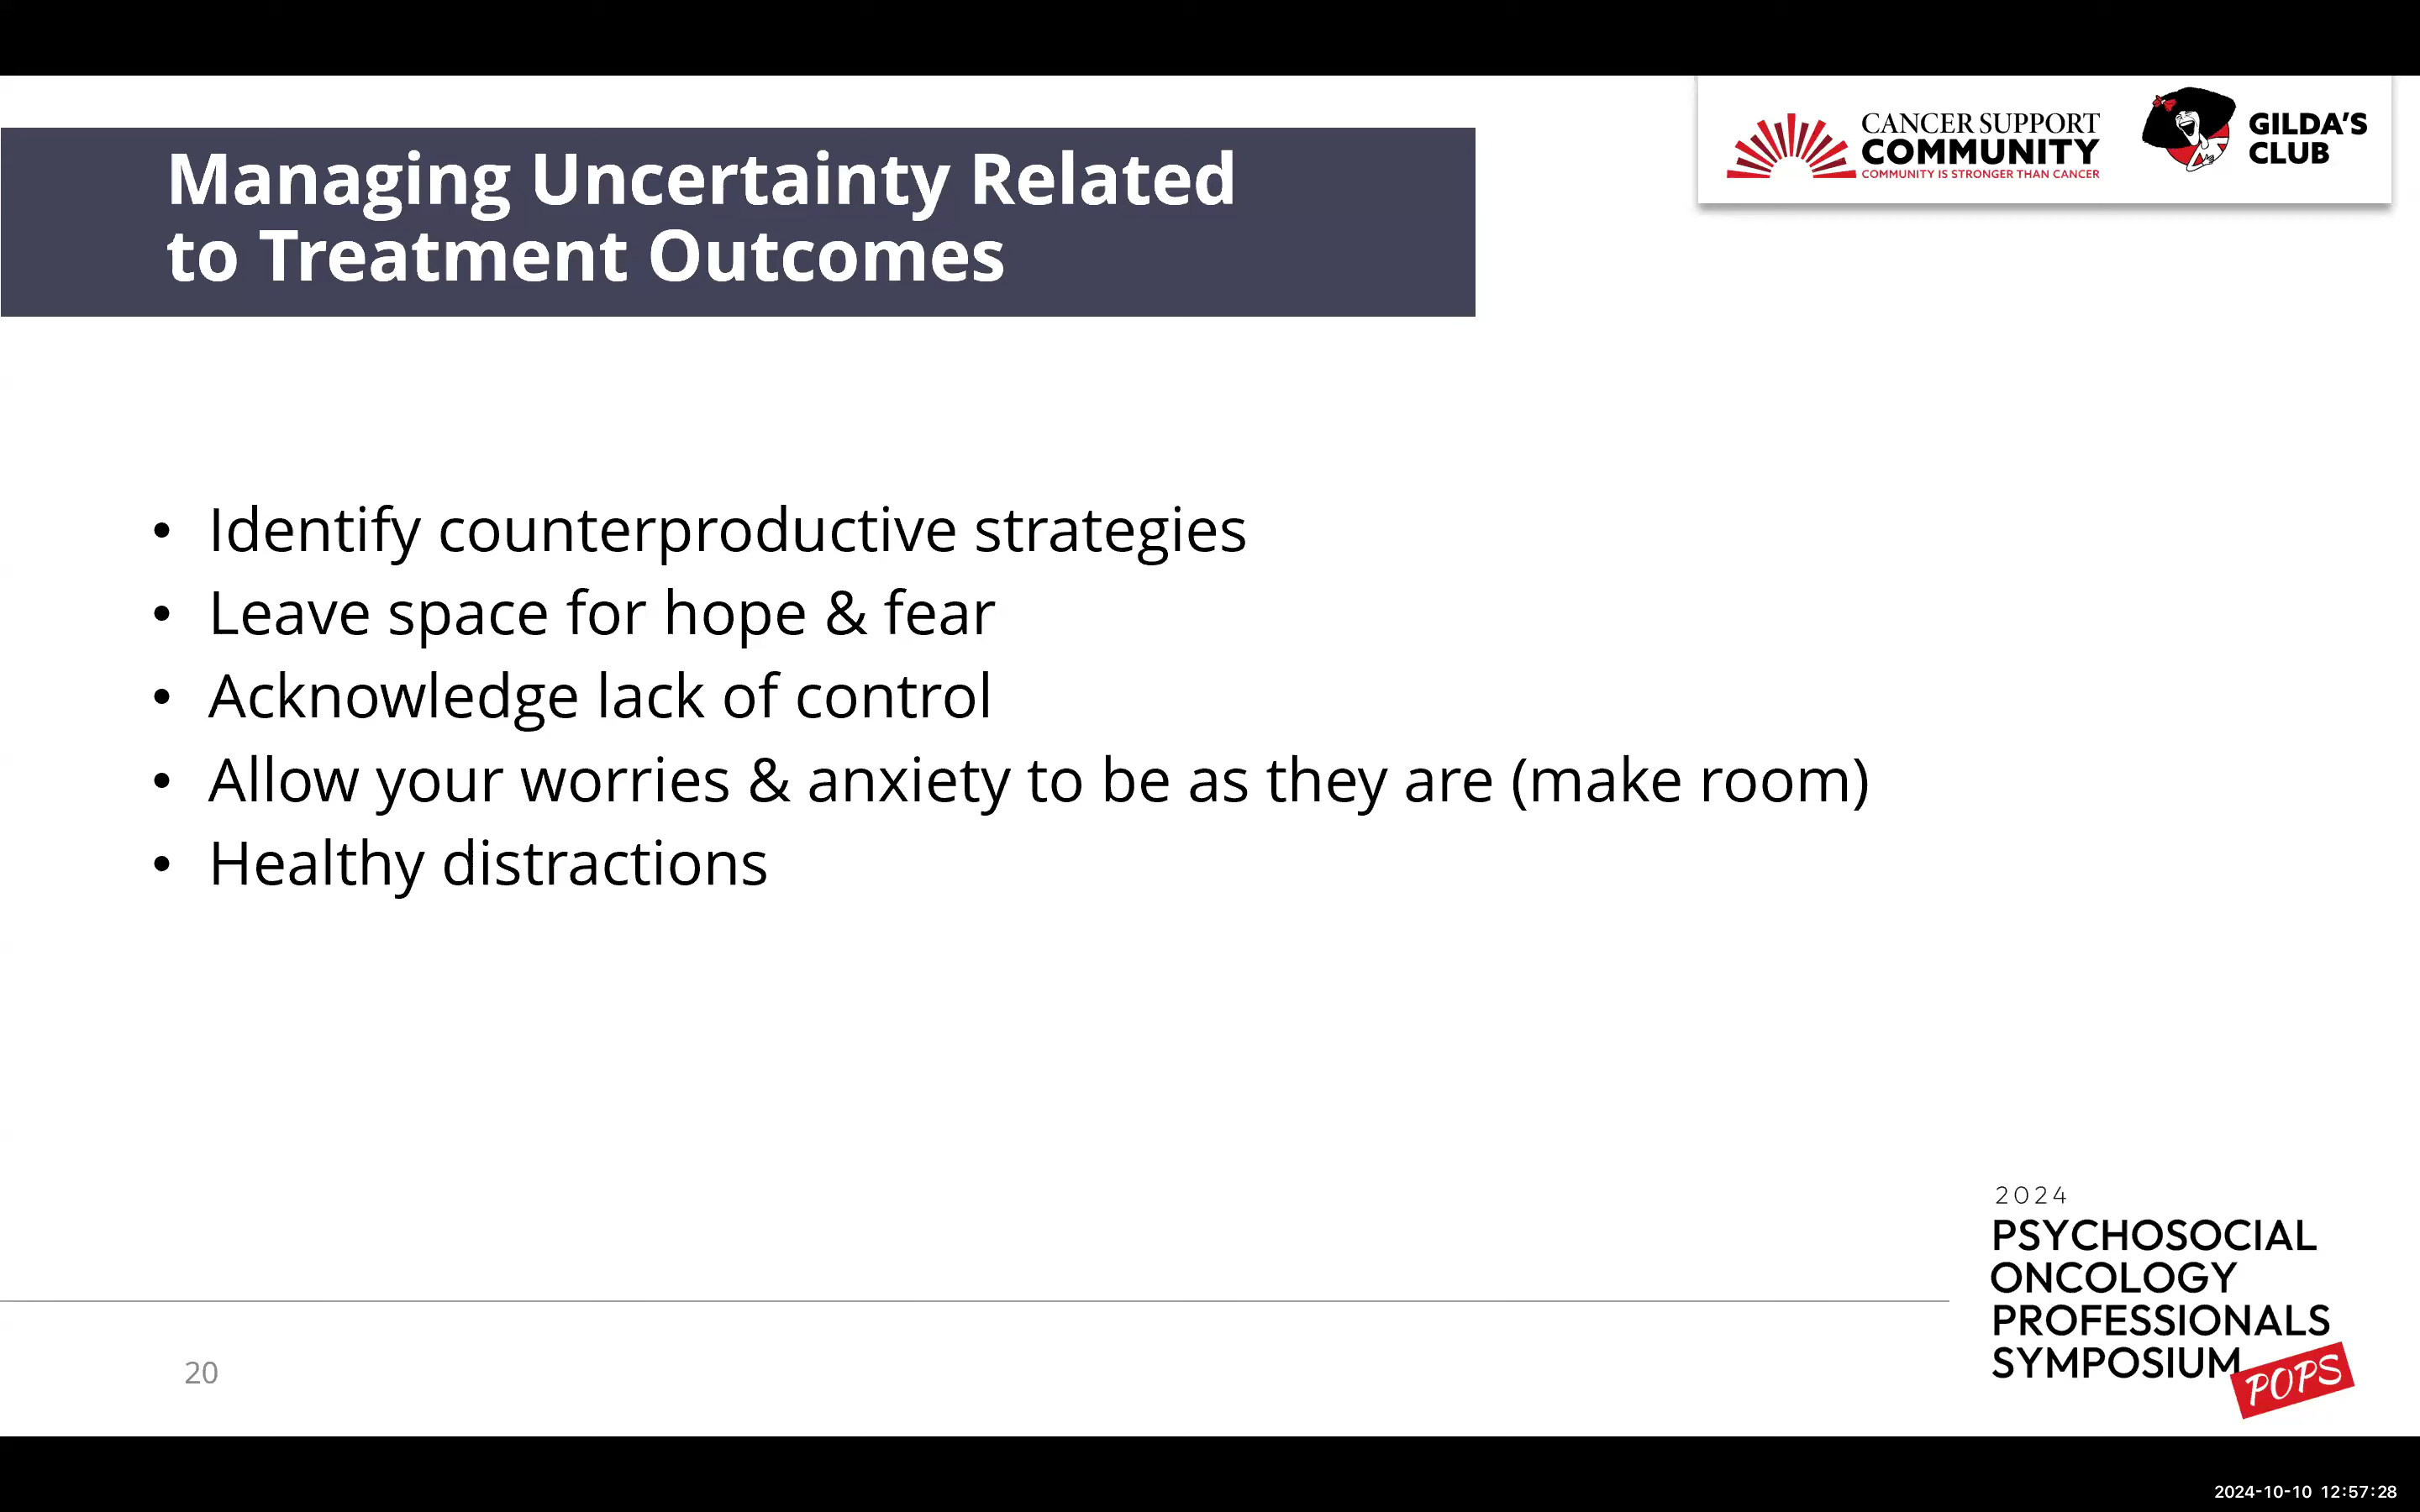 CANCER SUPPORT
COMMUNITY
COMMUNITY IS STRONGER THAN CANCER
GILDA'S
CLUB
Managing Uncertainty Related
to Treatment Outcomes
• Identify counterproductive strategies
• Leave space for hope & fear
• Acknowledge lack of control
• Allow your worries & anxiety to be as they are (make room)
• Healthy distractions
2024
PSYCHOSOCIAL
ONCOLOGY
PROFESSIONALS
SYMPOSIUM
POPS
20
2024-10-10 12:57:28